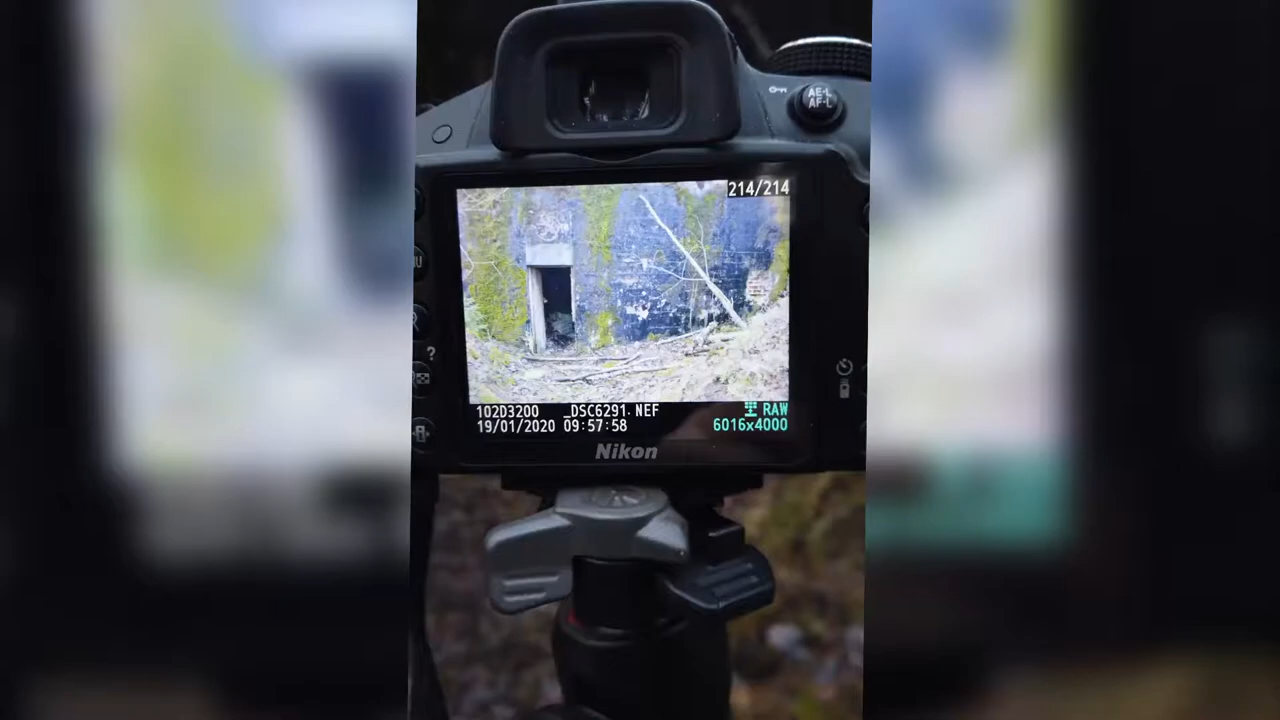 AE-L
AF-L
214/214
?
102D3200 _DSC6291.NEF RAW
19/01/2020 09:57:58 6016x4000
Nikon